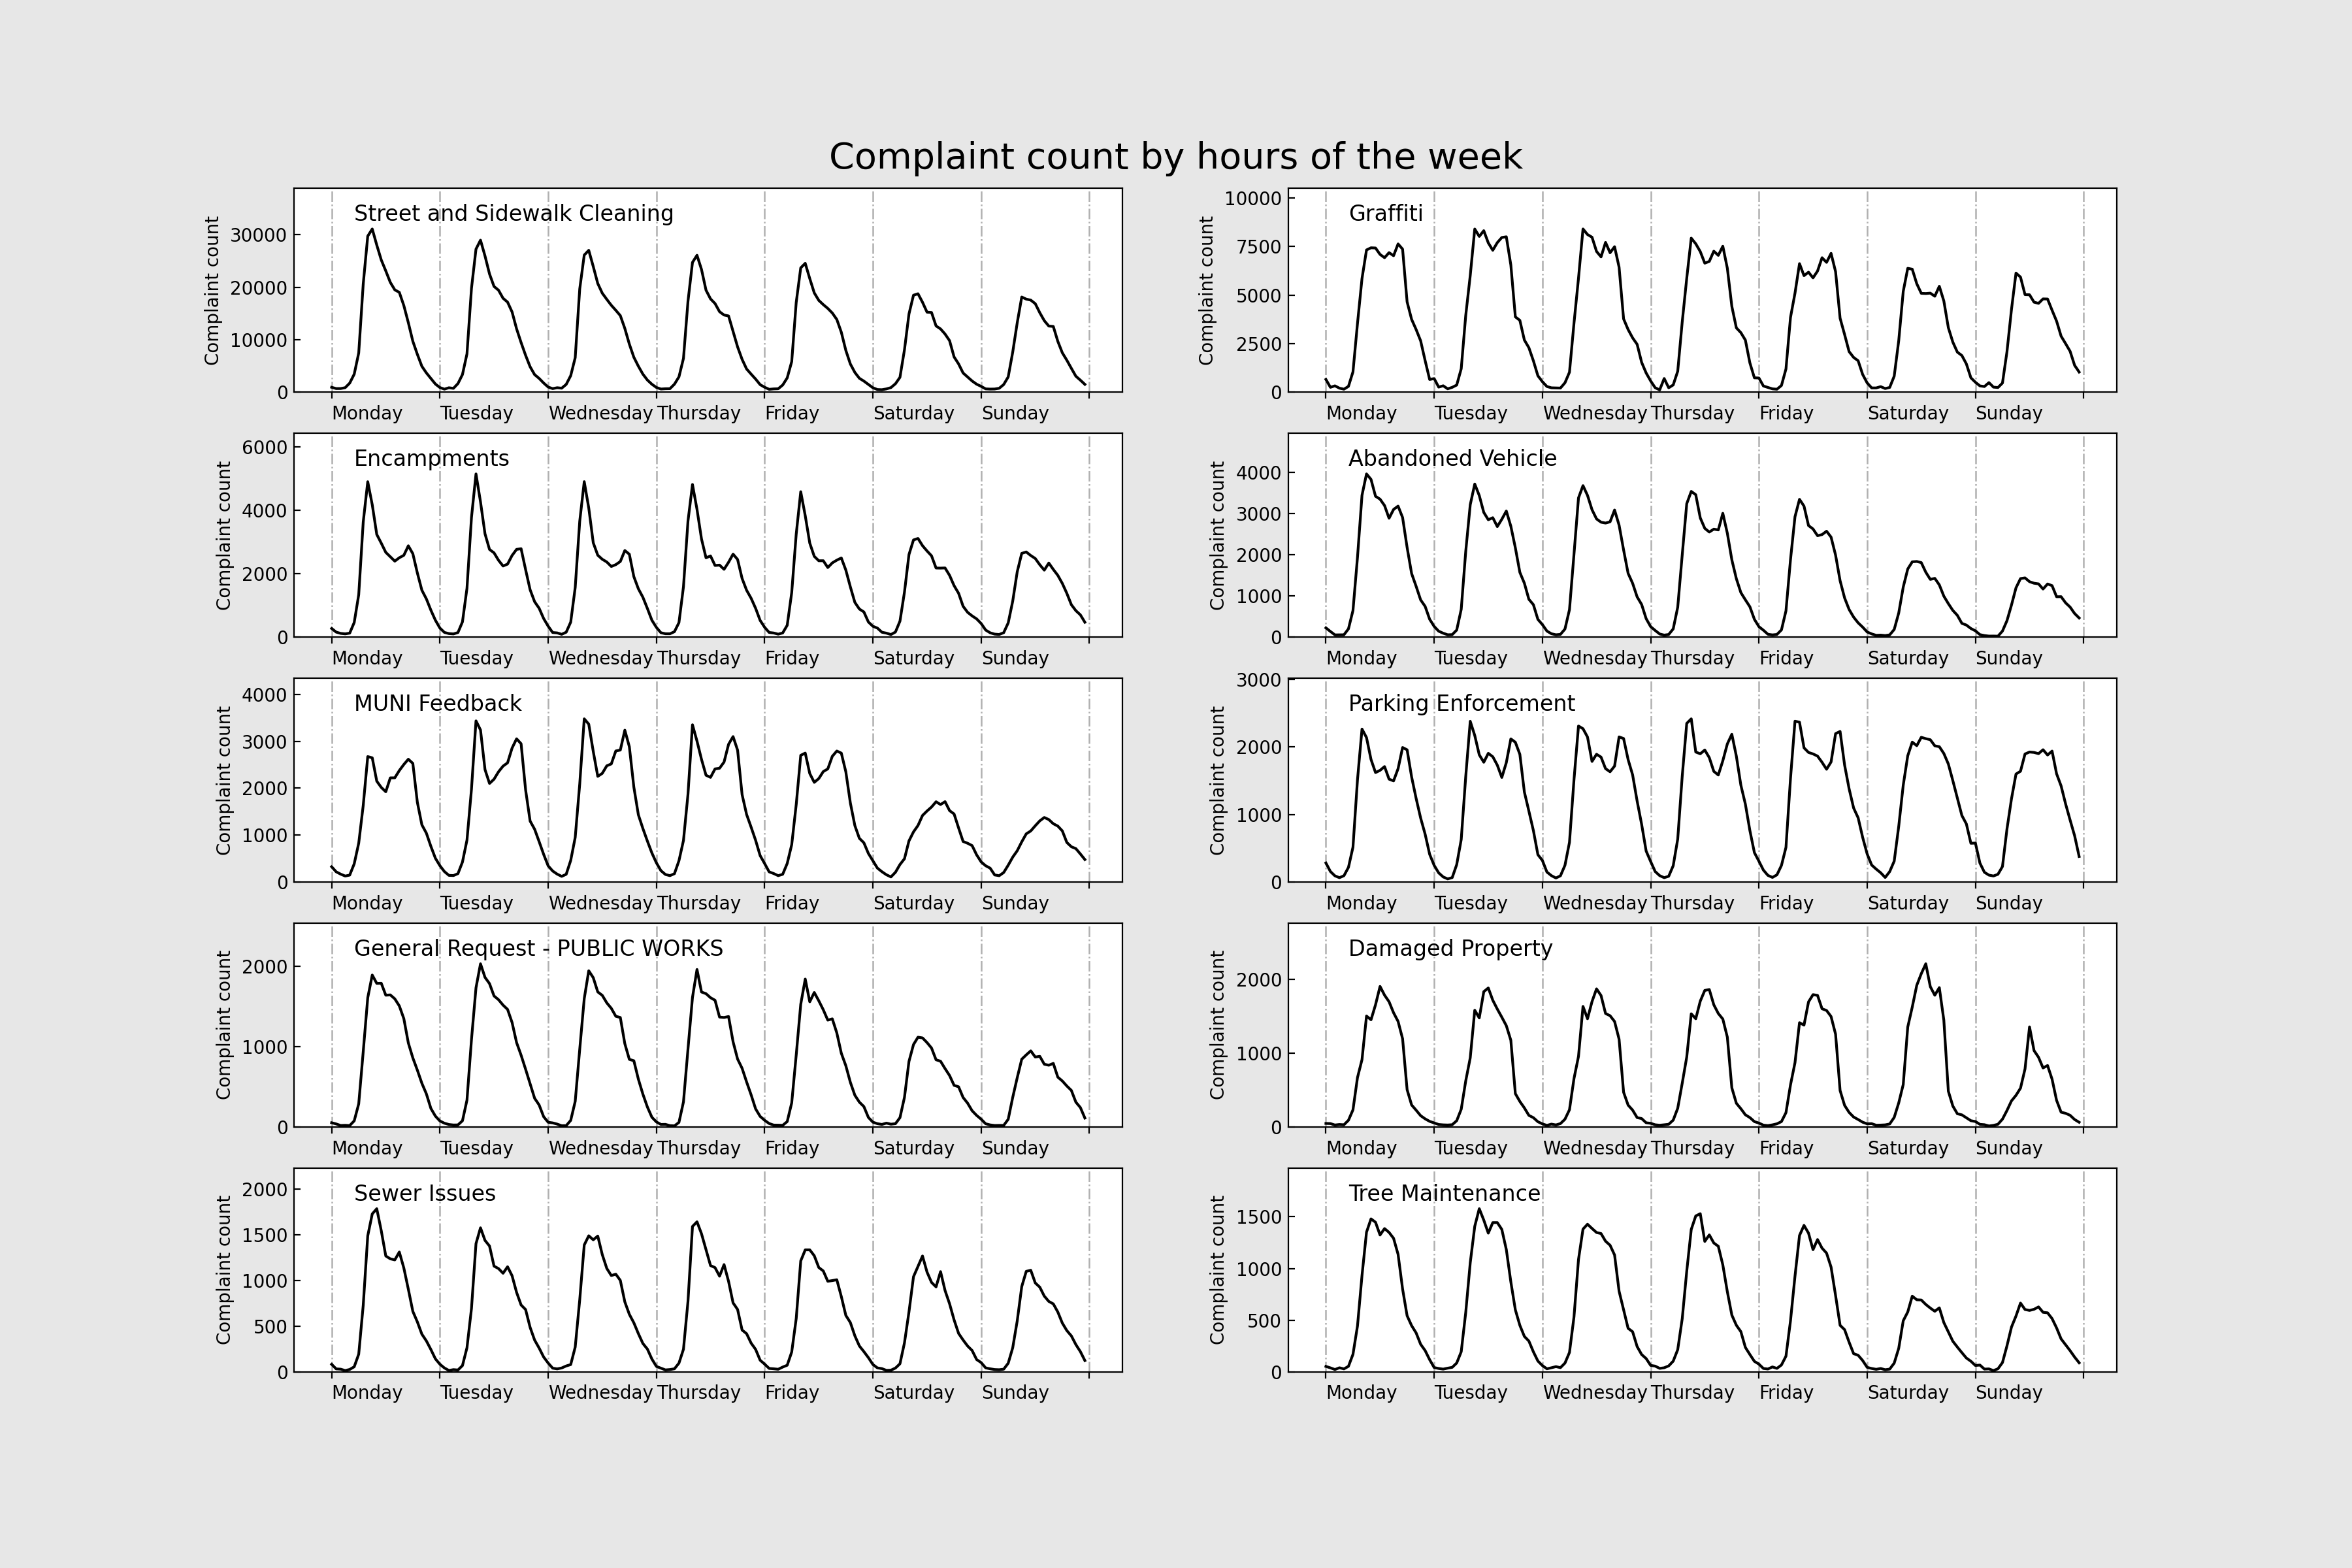 Complaint count by hours of the week
Street and Sidewalk Cleaning
Complaint count
30000
20000
10000
0
Monday Tuesday Wednesday Thursday Friday Saturday Sunday
Graffiti
Complaint count
10000
7500
5000
2500
0
Monday Tuesday Wednesday Thursday Friday Saturday Sunday
Encampments
Complaint count
6000
4000
2000
0
Monday Tuesday Wednesday Thursday Friday Saturday Sunday
Abandoned Vehicle
Complaint count
4000
3000
2000
1000
0
Monday Tuesday Wednesday Thursday Friday Saturday Sunday
MUNI Feedback
Complaint count
4000
3000
2000
1000
0
Monday Tuesday Wednesday Thursday Friday Saturday Sunday
Parking Enforcement
Complaint count
3000
2000
1000
0
Monday Tuesday Wednesday Thursday Friday Saturday Sunday
General Request - PUBLIC WORKS
Complaint count
2000
1000
0
Monday Tuesday Wednesday Thursday Friday Saturday Sunday
Damaged Property
Complaint count
2000
1000
0
Monday Tuesday Wednesday Thursday Friday Saturday Sunday
Sewer Issues
Complaint count
2000
1500
1000
500
0
Monday Tuesday Wednesday Thursday Friday Saturday Sunday
Tree Maintenance
Complaint count
1500
1000
500
0
Monday Tuesday Wednesday Thursday Friday Saturday Sunday